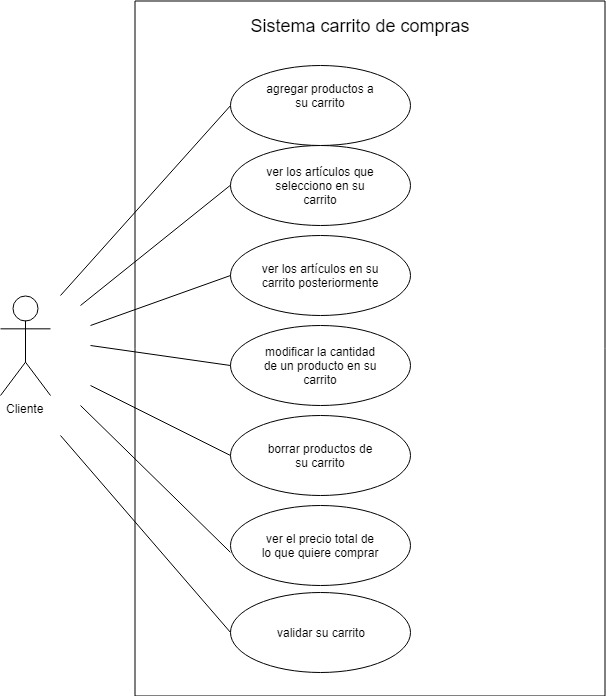 Sistema carrito de compras
agregar productos a
su carrito
ver los artículos que
selecciono en su
carrito
ver los artículos en su
carrito posteriormente
modificar la cantidad
de un producto en su
carrito
Cliente
borrar productos de
su carrito
ver el precio total de
lo que quiere comprar
validar su carrito